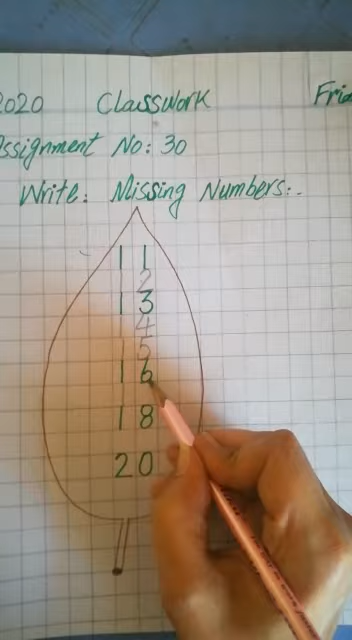 2020 Classwork Fri
Assignment No: 30
Write: Missing Numbers:.
11
12
13
14
15
16
18
20